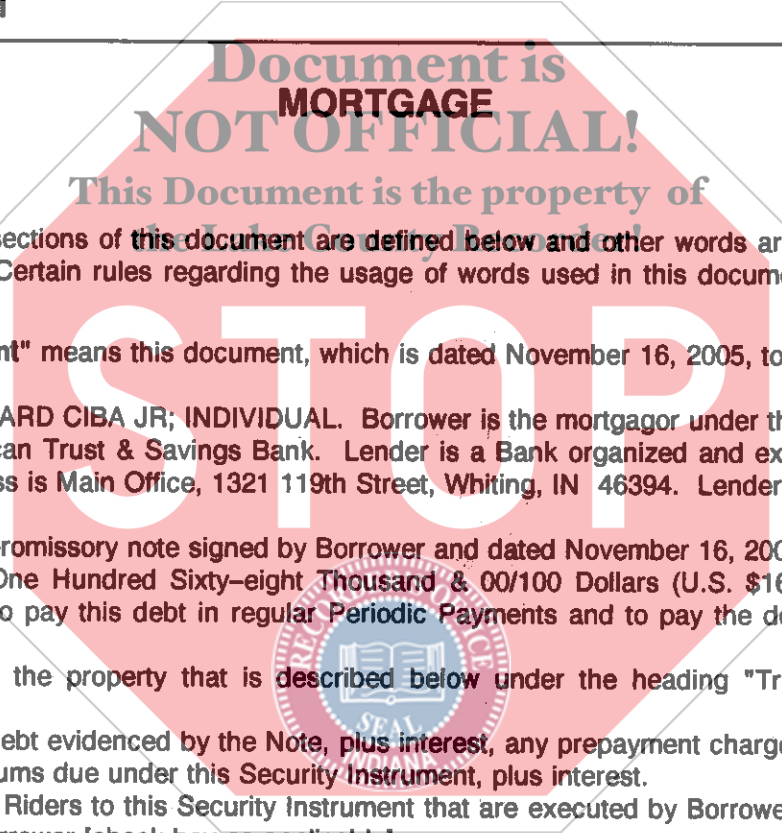 Document is
MORTGAGE
NOT OFFICIAL!
This Document is the property of
the Lake County Recorder!
sections of this document are defined below and other words ar
Certain rules regarding the usage of words used in this docume
nt" means this document, which is dated November 16, 2005, to
ARD CIBA JR; INDIVIDUAL. Borrower is the mortgagor under th
can Trust & Savings Bank. Lender is a Bank organized and ex
ss is Main Office, 1321 119th Street, Whiting, IN 46394. Lender
STOP
romissory note signed by Borrower and dated November 16, 200
One Hundred Sixty-eight Thousand & 00/100 Dollars (U.S. $16
o pay this debt in regular Periodic Payments and to pay the de
the property that is described below under the heading "Tr
ebt evidenced by the Note, plus interest, any prepayment charge
ums due under this Security Instrument, plus interest.
Riders to this Security Instrument that are executed by Borrowe
SEAL
INDIANA